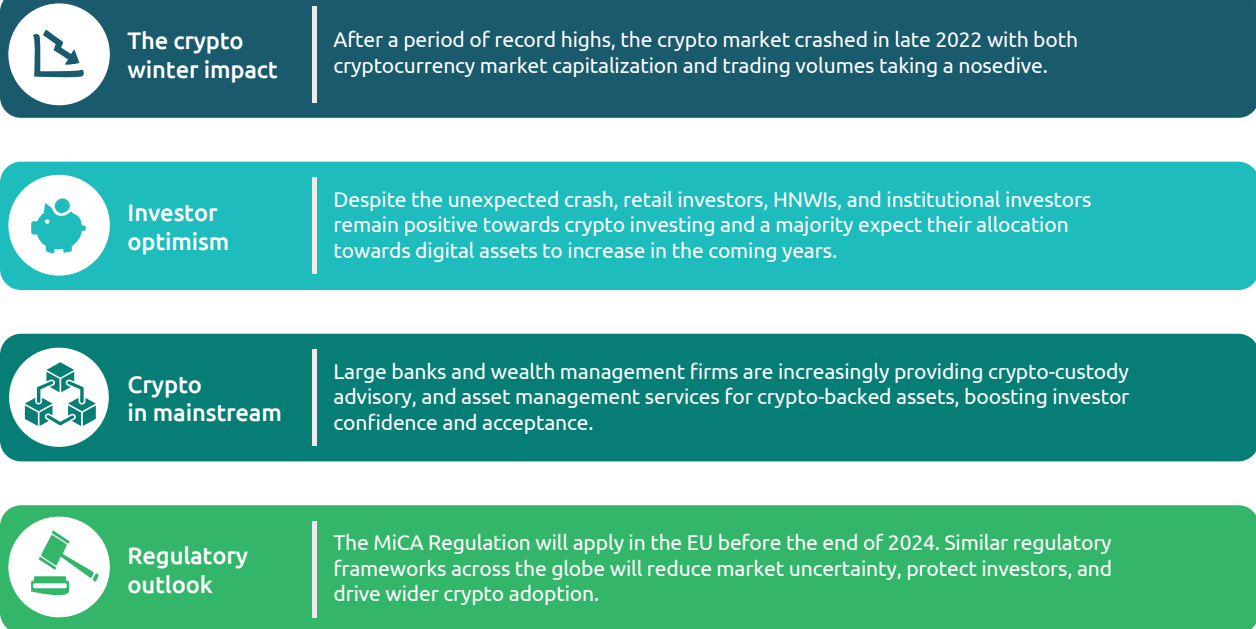 The crypto
winter impact
After a period of record highs, the crypto market crashed in late 2022 with both
cryptocurrency market capitalization and trading volumes taking a nosedive.
Investor
optimism
Despite the unexpected crash, retail investors, HNWIs, and institutional investors
remain positive towards crypto investing and a majority expect their allocation
towards digital assets to increase in the coming years.
Crypto
in mainstream
Large banks and wealth management firms are increasingly providing crypto-custody
advisory, and asset management services for crypto-backed assets, boosting investor
confidence and acceptance.
Regulatory
outlook
The MiCA Regulation will apply in the EU before the end of 2024. Similar regulatory
frameworks across the globe will reduce market uncertainty, protect investors, and
drive wider crypto adoption.